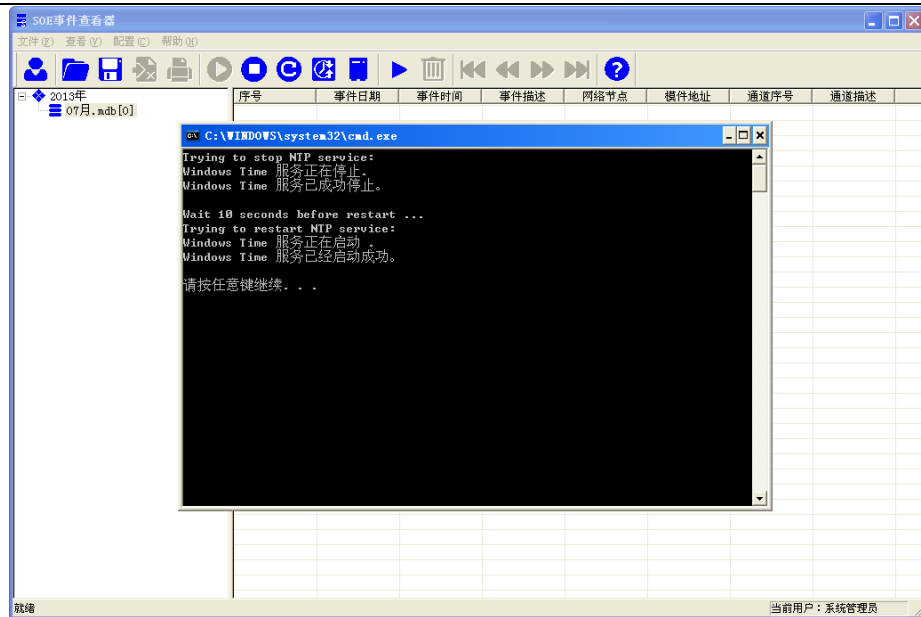 SOE事件查看器
文件(F) 查看(V) 配置(C) 帮助(H)
2013年
07月.mdb[0]
序号 事件日期 事件时间 事件描述 网络节点 模件地址 通道序号 通道描述
C:\WINDOWS\system32\cmd.exe
Trying to stop NTP service:
Windows Time 服务正在停止.
Windows Time 服务已成功停止。
Wait 10 seconds before restart ...
Trying to restart NTP service:
Windows Time 服务正在启动 .
Windows Time 服务已经启动成功。
请按任意键继续. . .
就绪
当前用户：系统管理员